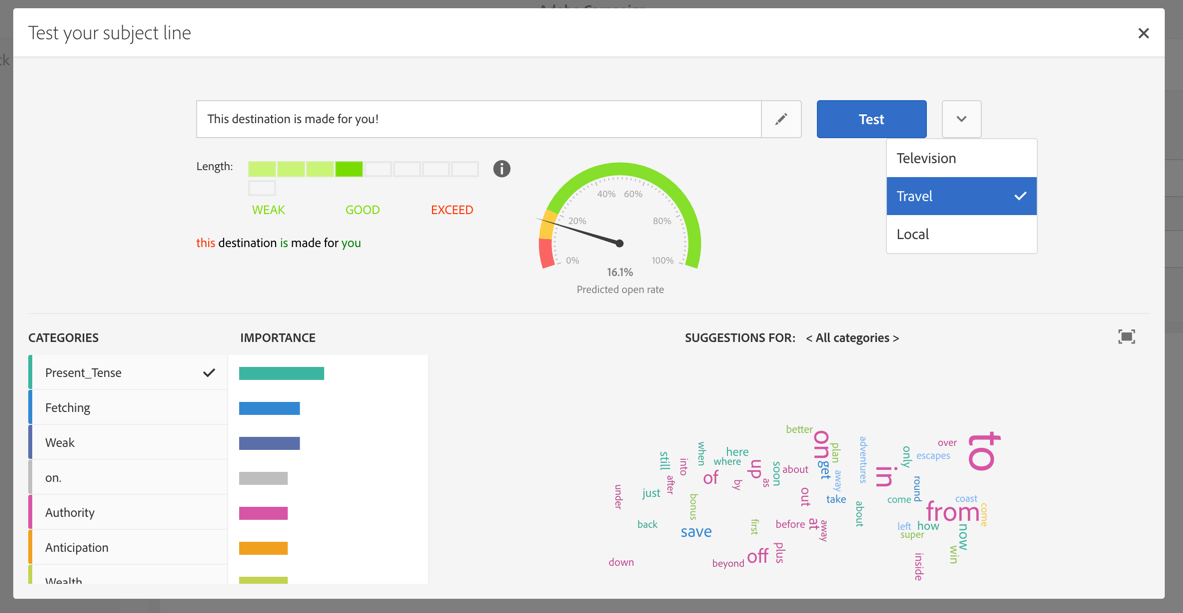 Test your subject line
This destination is made for you!
Test
Length:
Television
Travel
Local
WEAK GOOD EXCEED
this destination is made for you
0% 20% 40% 60% 80% 100%
16.1%
Predicted open rate
CATEGORIES
IMPORTANCE
SUGGESTIONS FOR: < All categories >
Present_Tense
Fetching
Weak
on.
Authority
Anticipation
Wealth
better
on
plan
adventures
over
to
when
here
only
escapes
still
into
where
up
soon
about
get
away
in
of
as
after
by
round
under
just
bonus
out
take
come
coast
from
come
back
save
first
before
at
away
about
left
how
super
now
win
down
beyond
off
plus
inside